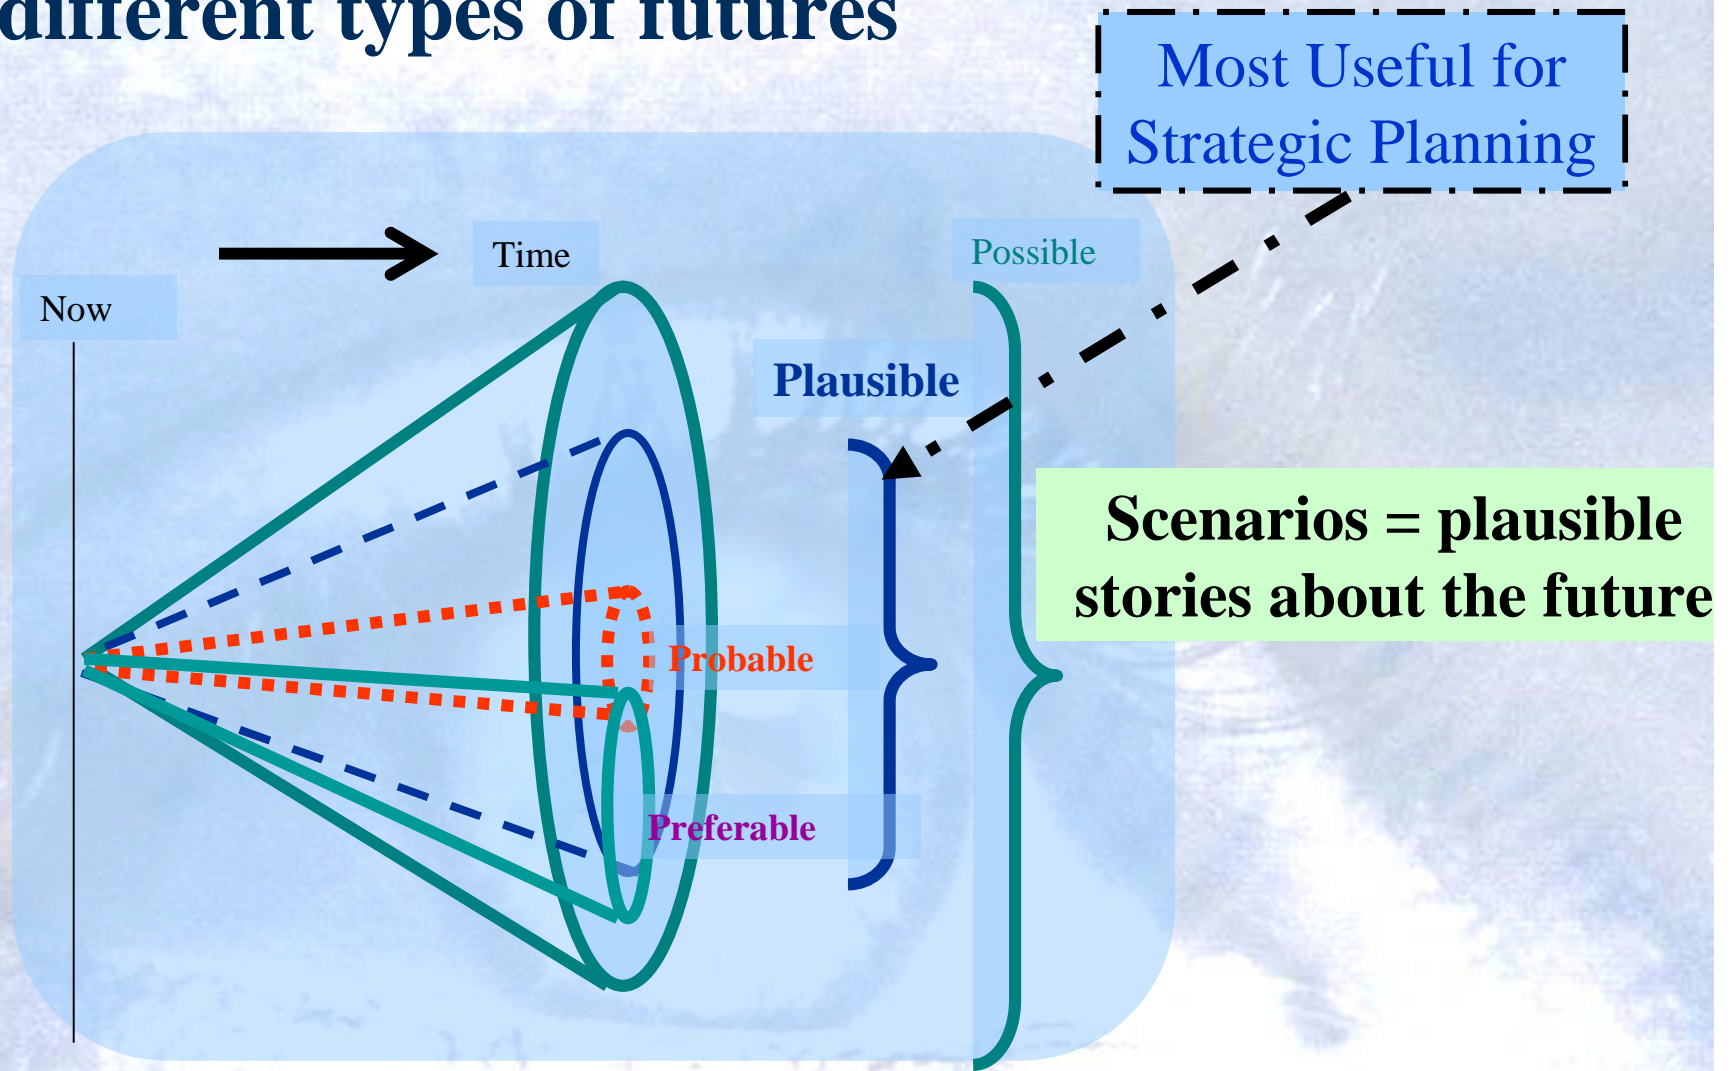 different types of futures
Most Useful for
Strategic Planning
Time
Possible
Now
Plausible
Scenarios = plausible
stories about the future
Probable
Preferable